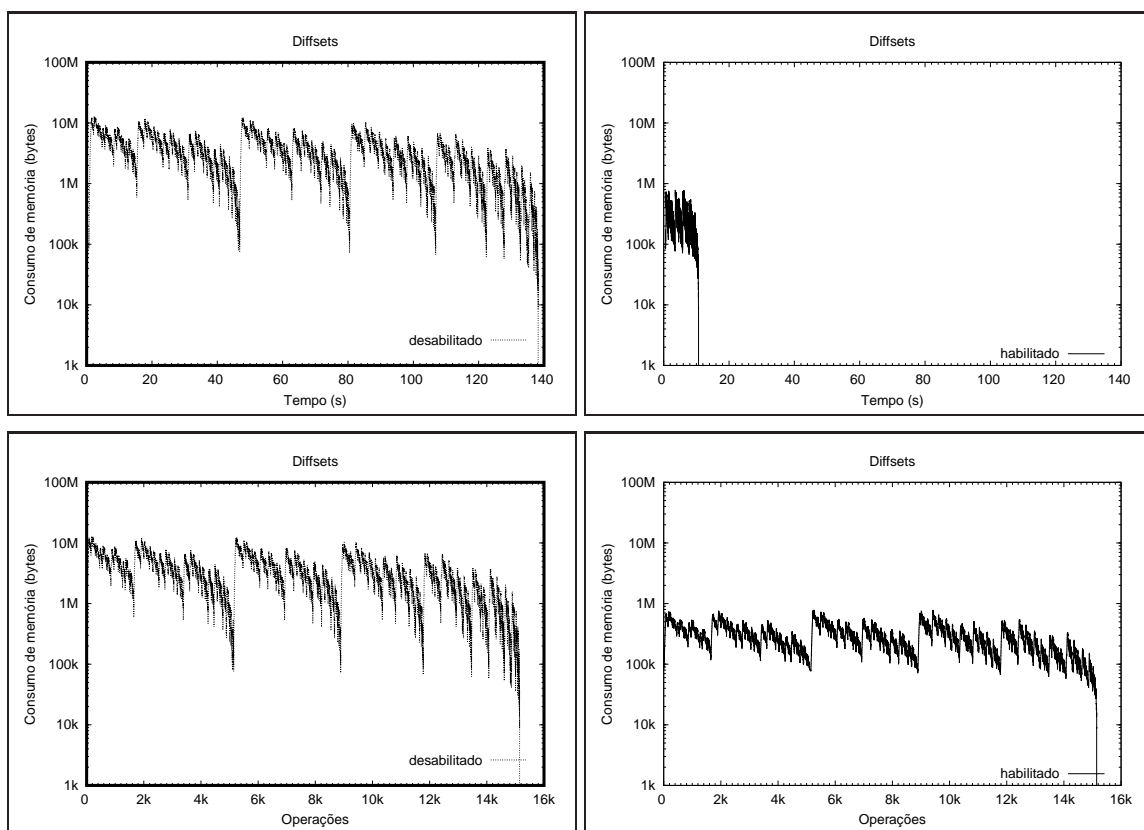 Diffsets
100M
10M
1M
100k
10k
1k
Consumo de memória (bytes)
desabilitado
0 20 40 60 80 100 120 140
Tempo (s)
Diffsets
100M
10M
1M
100k
10k
1k
Consumo de memória (bytes)
habilitado
0 20 40 60 80 100 120 140
Tempo (s)
Diffsets
100M
10M
1M
100k
10k
1k
Consumo de memória (bytes)
desabilitado
0 2k 4k 6k 8k 10k 12k 14k 16k
Operações
Diffsets
100M
10M
1M
100k
10k
1k
Consumo de memória (bytes)
habilitado
0 2k 4k 6k 8k 10k 12k 14k 16k
Operações